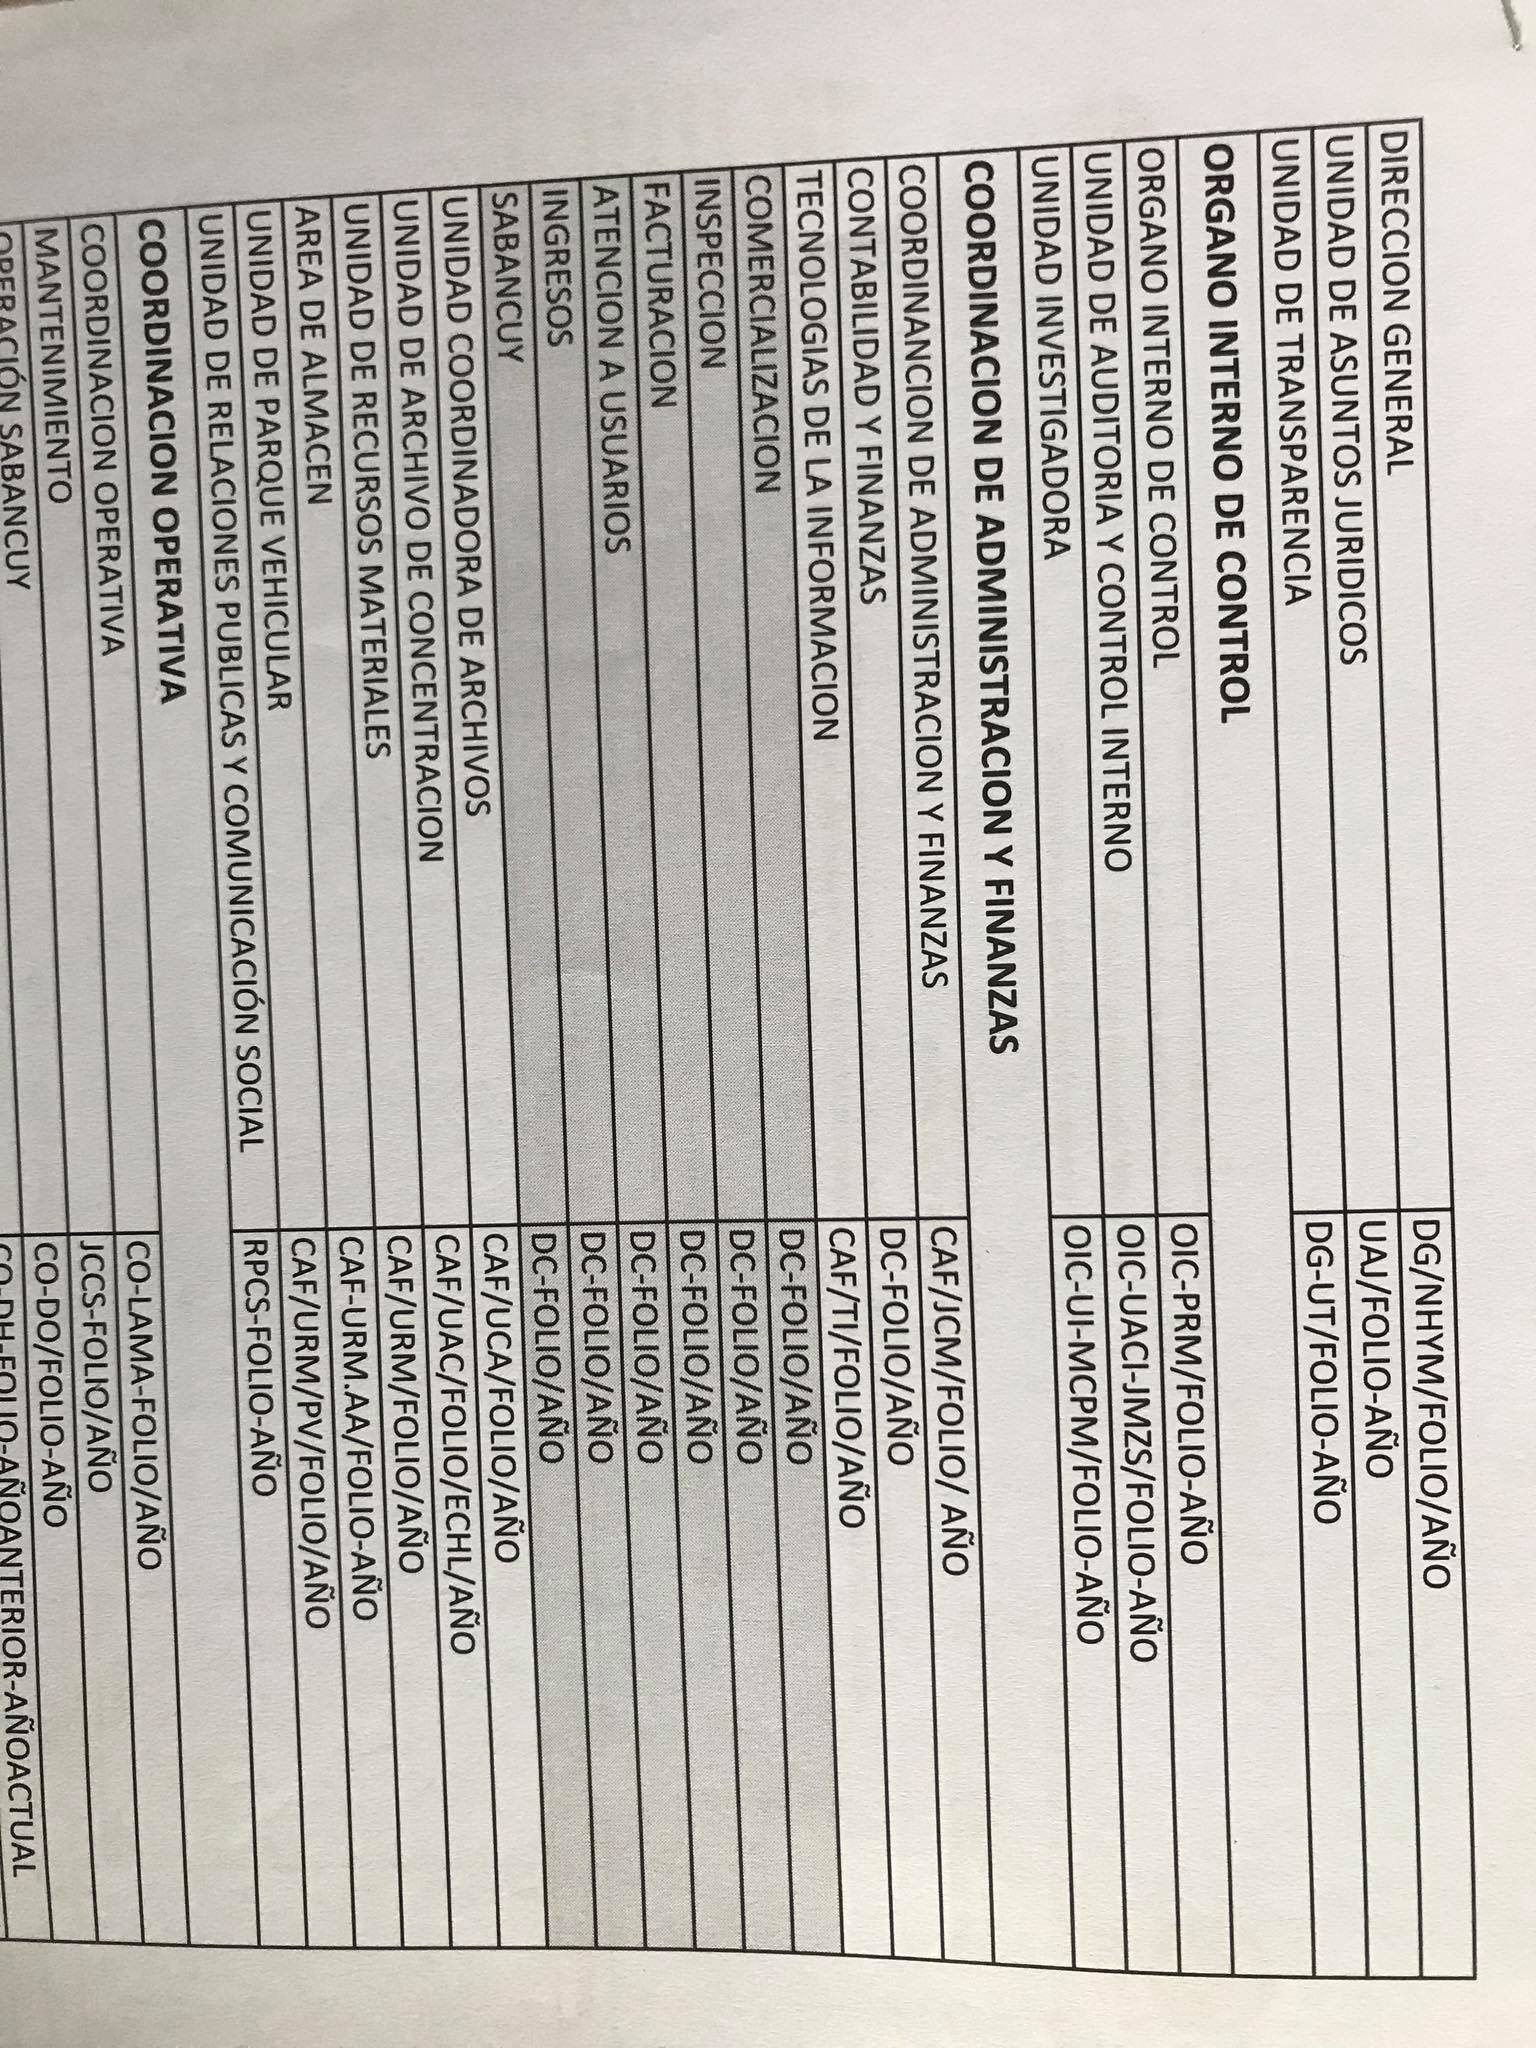 DIRECCION GENERAL DG/NHYM/FOLIO/AÑO
UNIDAD DE ASUNTOS JURIDICOS UAJ/FOLIO-AÑO
UNIDAD DE TRANSPARENCIA DG-UT/FOLIO-AÑO
ORGANO INTERNO DE CONTROL
ORGANO INTERNO DE CONTROL OIC-PRM/FOLIO-AÑO
UNIDAD DE AUDITORIA Y CONTROL INTERNO OIC-UACI-JMZS/FOLIO-AÑO
UNIDAD INVESTIGADORA OIC-UI-MCPM/FOLIO-AÑO
COORDINACION DE ADMINISTRACION Y FINANZAS
COORDINANCION DE ADMINISTRACION Y FINANZAS CAF/JCM/FOLIO/ AÑO
CONTABILIDAD Y FINANZAS DC-FOLIO/AÑO
TECNOLOGIAS DE LA INFORMACION CAF/TI/FOLIO/AÑO
COMERCIALIZACION DC-FOLIO/AÑO
INSPECCION DC-FOLIO/AÑO
FACTURACION DC-FOLIO/AÑO
ATENCION A USUARIOS DC-FOLIO/AÑO
INGRESOS DC-FOLIO/AÑO
SABANCUY DC-FOLIO/AÑO
UNIDAD COORDINADORA DE ARCHIVOS CAF/UCA/FOLIO/AÑO
UNIDAD DE ARCHIVO DE CONCENTRACION CAF/UAC/FOLIO/ECHL/AÑO
UNIDAD DE RECURSOS MATERIALES CAF/URM/FOLIO/AÑO
AREA DE ALMACEN CAF-URM.AA/FOLIO-AÑO
UNIDAD DE PARQUE VEHICULAR CAF/URM/PV/FOLIO/AÑO
UNIDAD DE RELACIONES PUBLICAS Y COMUNICACIÓN SOCIAL RPCS-FOLIO-AÑO
COORDINACION OPERATIVA
COORDINACION OPERATIVA CO-LAMA-FOLIO/AÑO
MANTENIMIENTO JCCS-FOLIO/AÑO
OPERACIÓN SABANCUY CO-DO/FOLIO-AÑO
CO-DH-FOLIO-AÑOANTERIOR-AÑOACTUAL